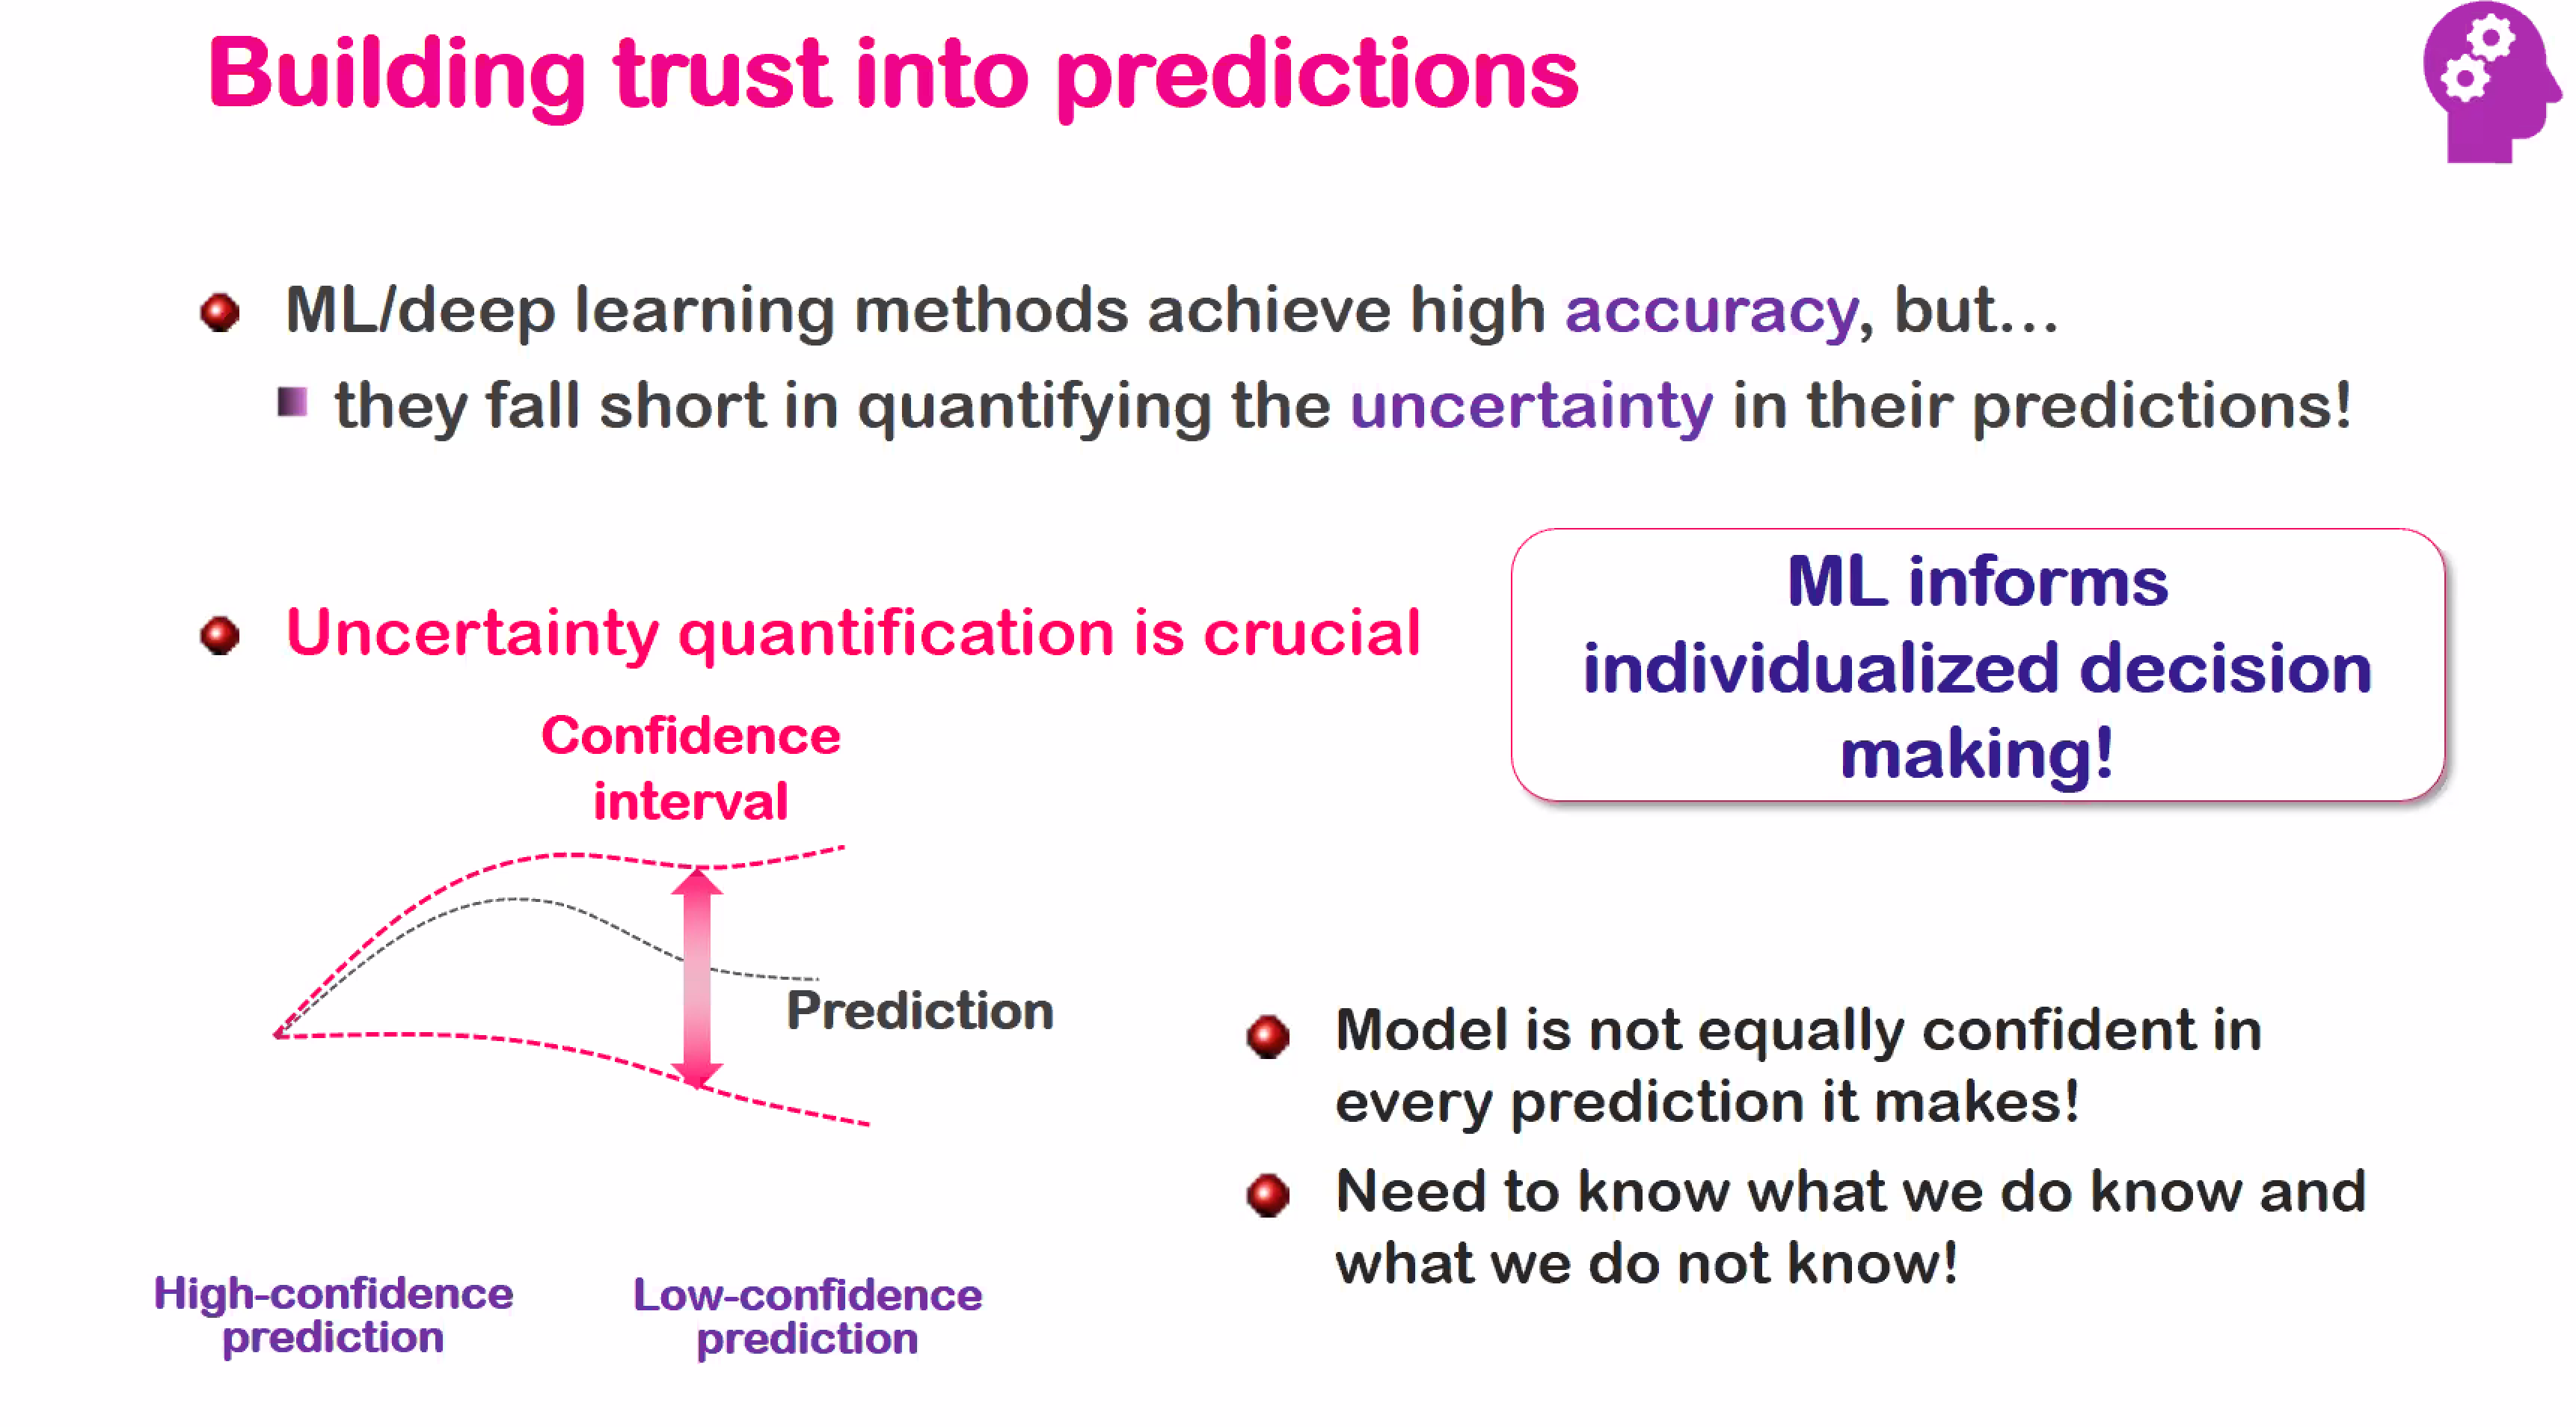 Building trust into predictions
ML/deep learning methods achieve high accuracy, but...
they fall short in quantifying the uncertainty in their predictions!
Uncertainty quantification is crucial
ML informs
individualized decision
making!
Confidence
interval
Prediction
High-confidence
prediction
Low-confidence
prediction
Model is not equally confident in
every prediction it makes!
Need to know what we do know and
what we do not know!